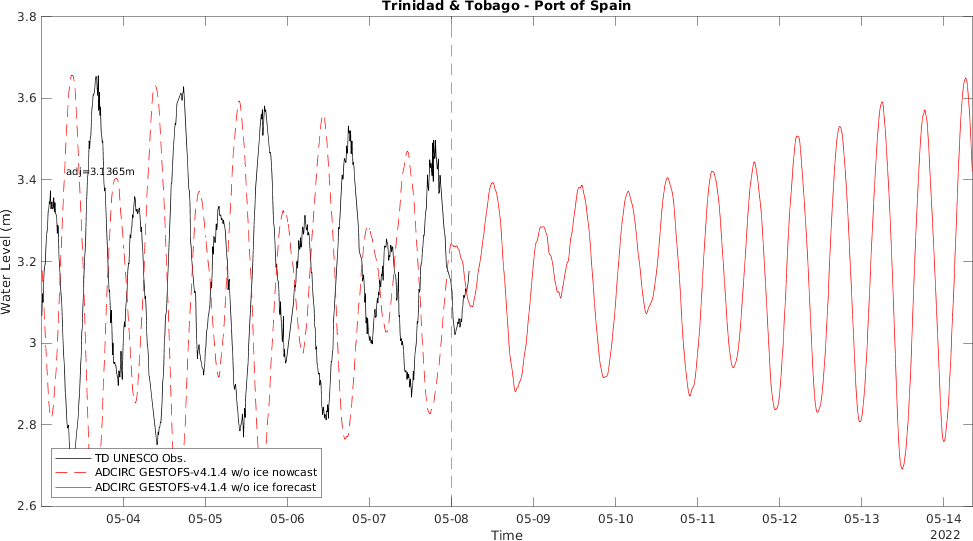 Trinidad & Tobago - Port of Spain
3.8
3.6
3.4
3.2
3
2.8
2.6
Water Level (m)
adj=3.1365m
TD UNESCO Obs.
ADCIRC GESTOFS-v4.1.4 w/o ice nowcast
ADCIRC GESTOFS-v4.1.4 w/o ice forecast
05-04 05-05 05-06 05-07 05-08 05-09 05-10 05-11 05-12 05-13 05-14
2022
Time